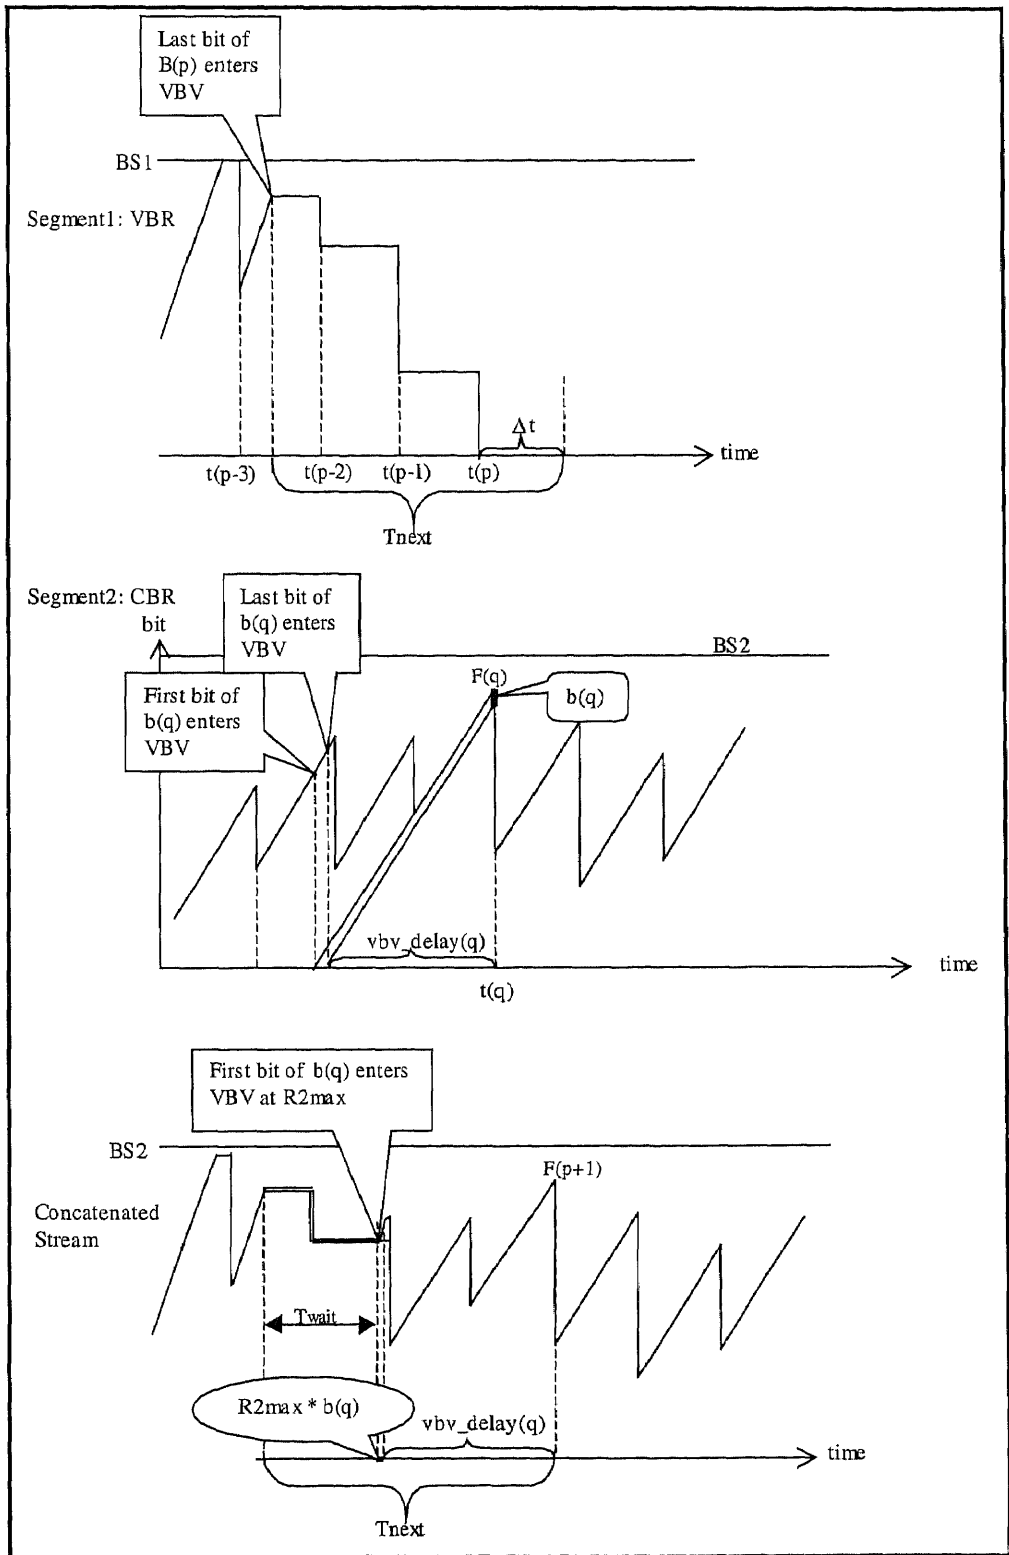 Last bit of
B(p) enters
VBV
BS1
Segment1: VBR
Δt
time
t(p-3)
t(p-2)
t(p-1)
t(p)
Tnext
Segment2: CBR
bit
Last bit of
b(q) enters
VBV
BS2
First bit of
b(q) enters
VBV
F(q)
b(q)
vbv_delay(q)
time
t(q)
First bit of b(q) enters
VBV at R2max
BS2
F(p+1)
Concatenated
Stream
Twait
R2max * b(q)
vbv_delay(q)
time
Tnext